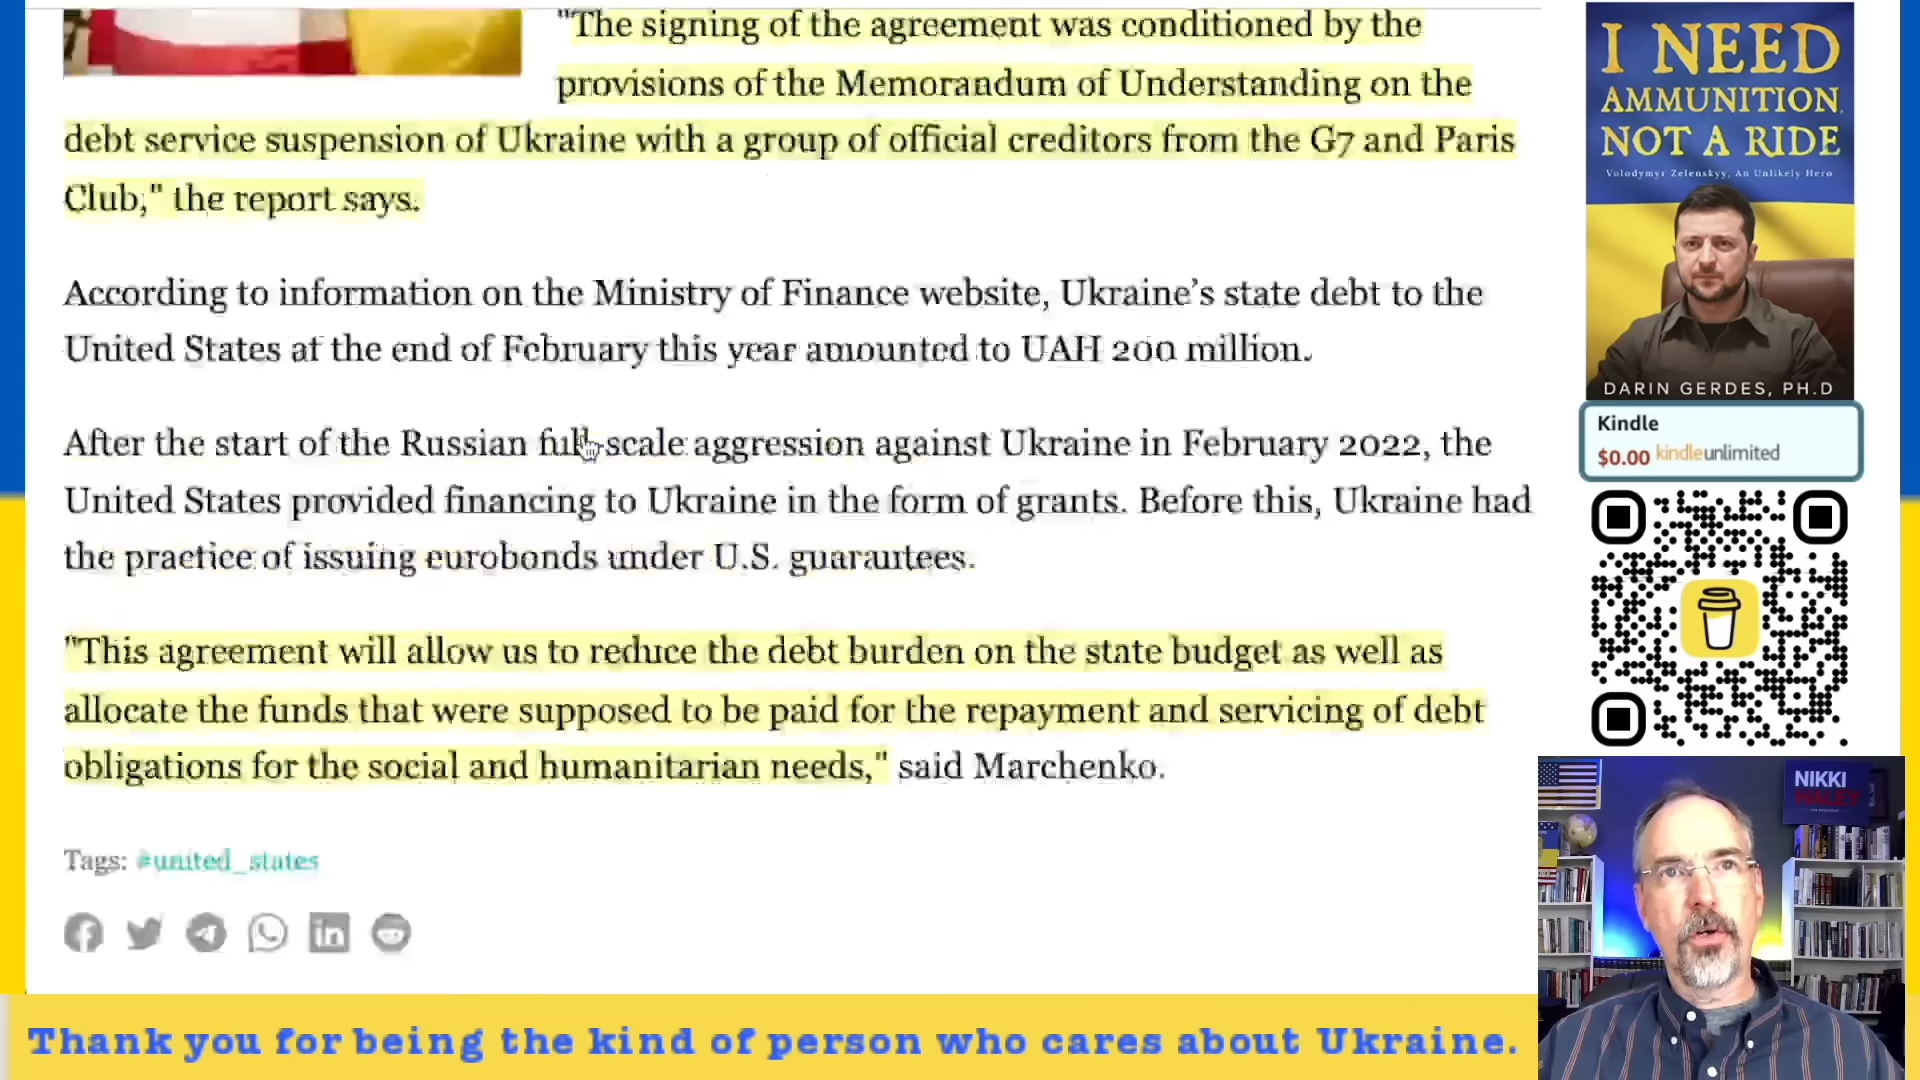 "The signing of the agreement was conditioned by the
provisions of the Memorandum of Understanding on the
debt service suspension of Ukraine with a group of official creditors from the G7 and Paris
Club," the report says.
According to information on the Ministry of Finance website, Ukraine's state debt to the
United States at the end of February this year amounted to UAH 200 million.
After the start of the Russian full-scale aggression against Ukraine in February 2022, the
United States provided financing to Ukraine in the form of grants. Before this, Ukraine had
the practice of issuing eurobonds under U.S. guarantees.
"This agreement will allow us to reduce the debt burden on the state budget as well as
allocate the funds that were supposed to be paid for the repayment and servicing of debt
obligations for the social and humanitarian needs," said Marchenko.
Tags: #united_states
in
I NEED
AMMUNITION,
NOT A RIDE
Volodymyr Zelenskyy, An Unlikely Hero
DARIN GERDES, PH.D
Kindle
$0.00 kindleunlimited
NIKKI
HALEY
Thank you for being the kind of person who cares about Ukraine.